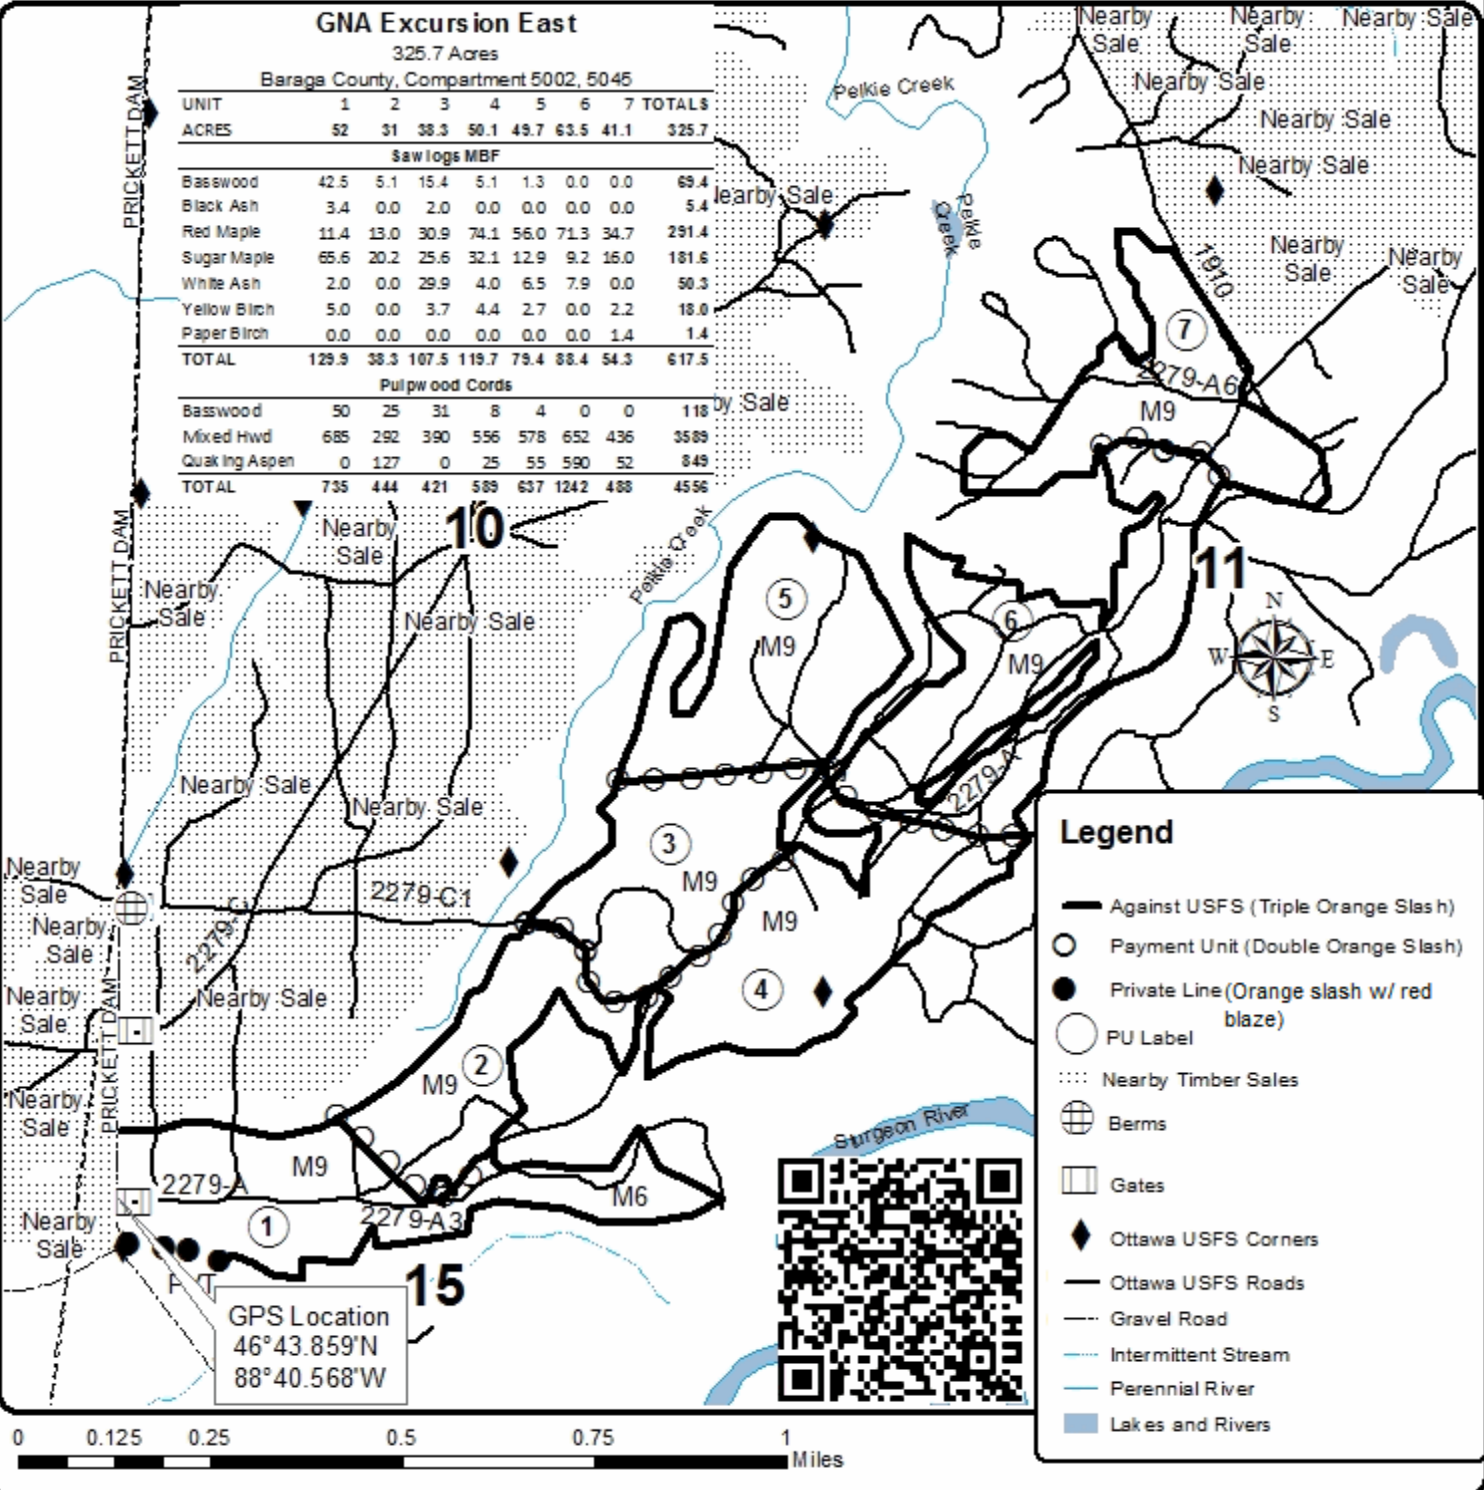 GNA Excursion East
325.7 Acres
Baraga County, Compartment 5002, 5045
UNIT 1 2 3 4 5 6 7 TOTALS
ACRES 52 31 38.3 50.1 49.7 63.5 41.1 325.7
Sawlogs MBF
Basswood 42.5 5.1 15.4 5.1 1.3 0.0 0.0 69.4
Black Ash 3.4 0.0 2.0 0.0 0.0 0.0 0.0 5.4
Red Maple 11.4 13.0 30.9 74.1 56.0 71.3 34.7 291.4
Sugar Maple 65.6 20.2 25.6 32.1 12.9 9.2 16.0 181.6
White Ash 2.0 0.0 29.9 4.0 6.5 7.9 0.0 50.3
Yellow Birch 5.0 0.0 3.7 4.4 2.7 0.0 2.2 18.0
Paper Birch 0.0 0.0 0.0 0.0 0.0 0.0 1.4 1.4
TOTAL 129.9 38.3 107.5 119.7 79.4 88.4 54.3 617.5
Pulpwood Cords
Basswood 50 25 31 8 4 0 0 118
Mixed Hwd 685 292 390 556 578 652 436 3589
Quaking Aspen 0 127 0 25 55 590 52 849
TOTAL 735 444 421 589 637 1242 488 4556
PRICKETT DAM
PRICKETT DAM
PRICKETT DAM
Nearby
Sale
Nearby
Sale
Nearby Sale
Nearby Sale
Nearby Sale
Nearby Sale
Pelkie Creek
Nearby Sale
Pelkie
Creek
Nearby
Sale
Nearby
Sale
1910
7
2279-A6
M9
by Sale
10
Nearby
Sale
Pelkie Creek
Nearby
Sale
Nearby Sale
5
M9
6
M9
11
N
W
E
S
Nearby Sale
Nearby Sale
2279-A
3
M9
Nearby
Sale
2279-C1
Nearby
Sale
2279-C
M9
4
Nearby
Sale
Nearby Sale
2
M9
Nearby
Sale
Sturgeon River
M9
2279-A
M6
1
2279-A3
Nearby
Sale
PVT
15
GPS Location
46°43.859'N
88°40.568'W
Legend
Against USFS (Triple Orange Slash)
Payment Unit (Double Orange Slash)
Private Line (Orange slash w/ red
blaze)
PU Label
Nearby Timber Sales
Berms
Gates
Ottawa USFS Corners
Ottawa USFS Roads
Gravel Road
Intermittent Stream
Perennial River
Lakes and Rivers
0 0.125 0.25 0.5 0.75 1
Miles